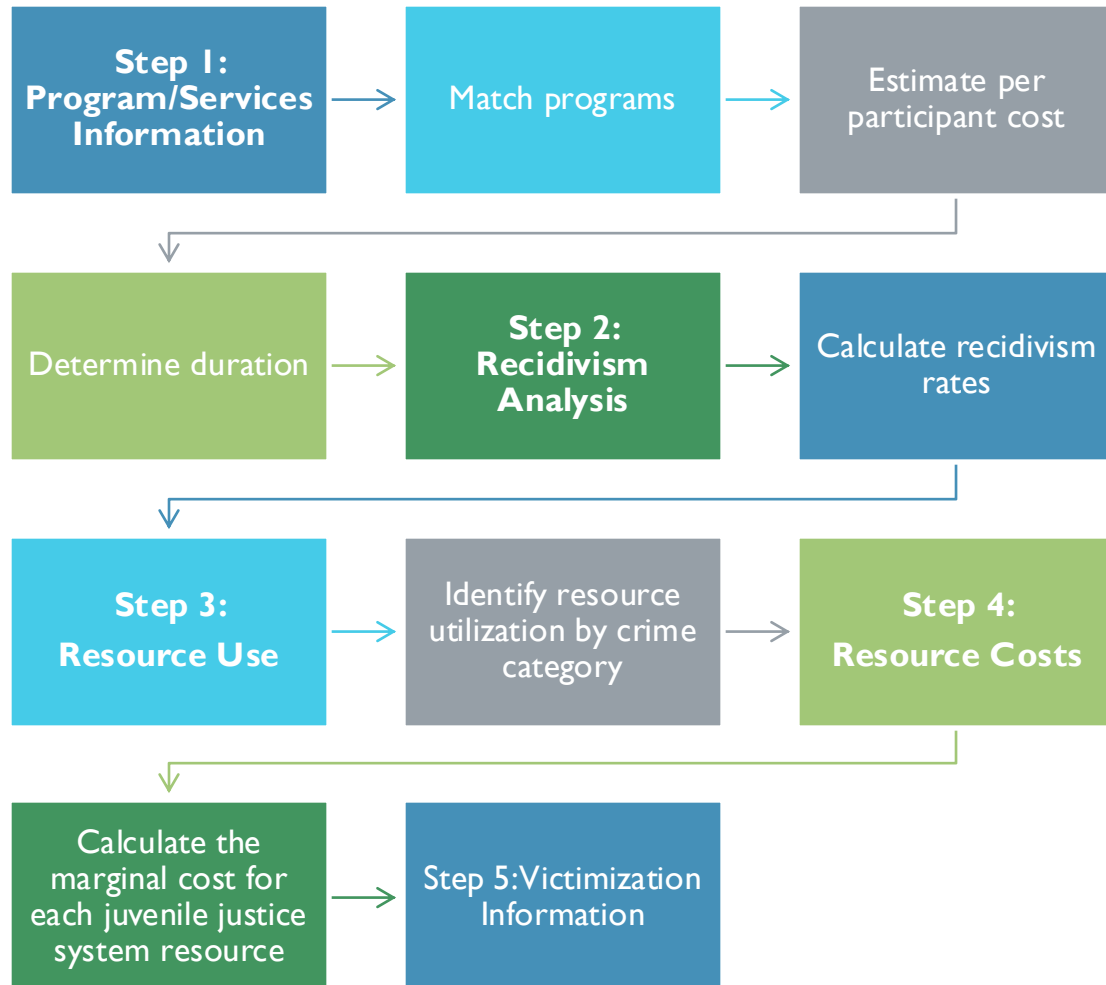 Step 1:
Program/Services
Information
Match programs
Estimate per
participant cost
Determine duration
Step 2:
Recidivism
Analysis
Calculate recidivism
rates
Step 3:
Resource Use
Identify resource
utilization by crime
category
Step 4:
Resource Costs
Calculate the
marginal cost for
each juvenile justice
system resource
Step 5:Victimization
Information